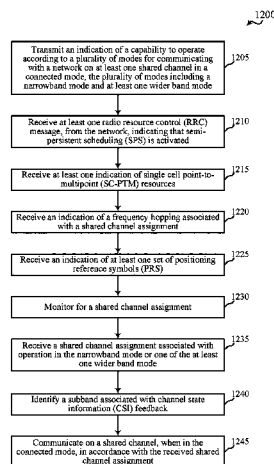 1200
Transmit an indication of a capability to operate
according to a plurality of modes for communicating
with a network on at least one shared channel in a
connected mode, the plurality of modes including a
narrowband mode and at least one wider band mode
1205
Receive at least one radio resource control (RRC)
message, from the network, indicating that semi-
persistent scheduling (SPS) is activated
1210
Receive at least one indication of single cell point-to-
multipoint (SC-PTM) resources
1215
Receive an indication of a frequency hopping associated
with a shared channel assignment
1220
Receive an indication of at least one set of positioning
reference symbols (PRS)
1225
Monitor for a shared channel assignment
1230
Receive a shared channel assignment associated with
operation in the narrowband mode or one of the at least
one wider band mode
1235
Identify a subband associated with channel state
information (CSI) feedback
1240
Communicate on a shared channel, when in the
connected mode, in accordance with the received shared
channel assignment
1245